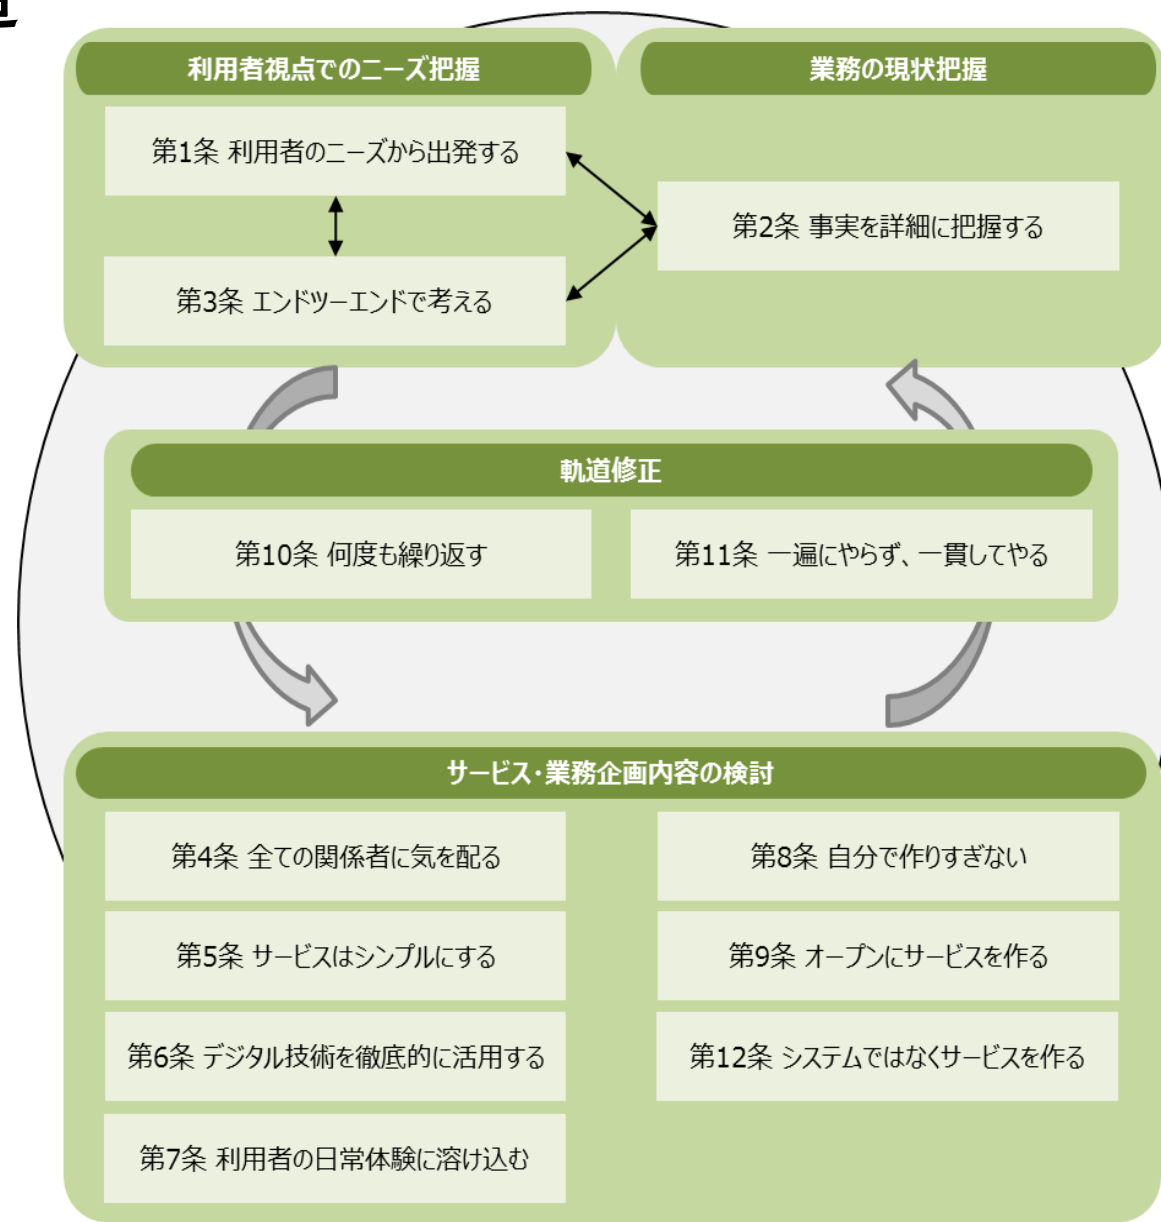 利用者視点でのニーズ把握
第1条 利用者のニーズから出発する
第3条 エンドツーエンドで考える
業務の現状把握
第2条 事実を詳細に把握する
軌道修正
第10条 何度も繰り返す
第11条 一遍にやらず、一貫してやる
サービス・業務企画内容の検討
第4条 全ての関係者に気を配る
第5条 サービスはシンプルにする
第6条 デジタル技術を徹底的に活用する
第7条 利用者の日常体験に溶け込む
第8条 自分で作りすぎない
第9条 オープンにサービスを作る
第12条 システムではなくサービスを作る